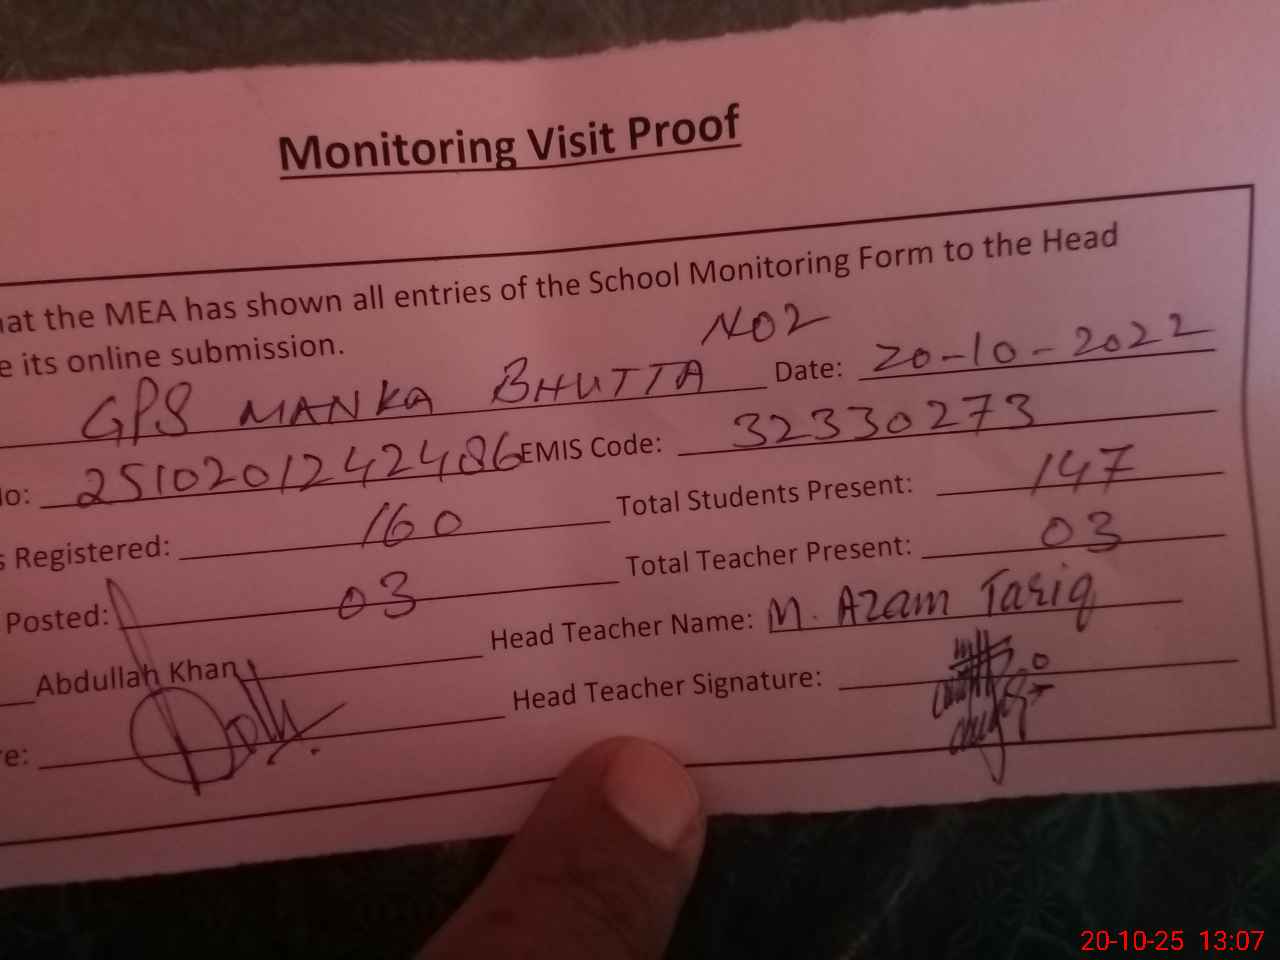 Monitoring Visit Proof
hat the MEA has shown all entries of the School Monitoring Form to the Head
e its online submission.
GPS MANKA BHUTTA NO2 Date: 20-10-2022
No: 2510201242486 EMIS Code: 32330273
s Registered: 160 Total Students Present: 147
Posted: 03 Total Teacher Present: 03
Abdullah Khan Head Teacher Name: M. Azam Tariq
re: Head Teacher Signature:
20-10-25 13:07